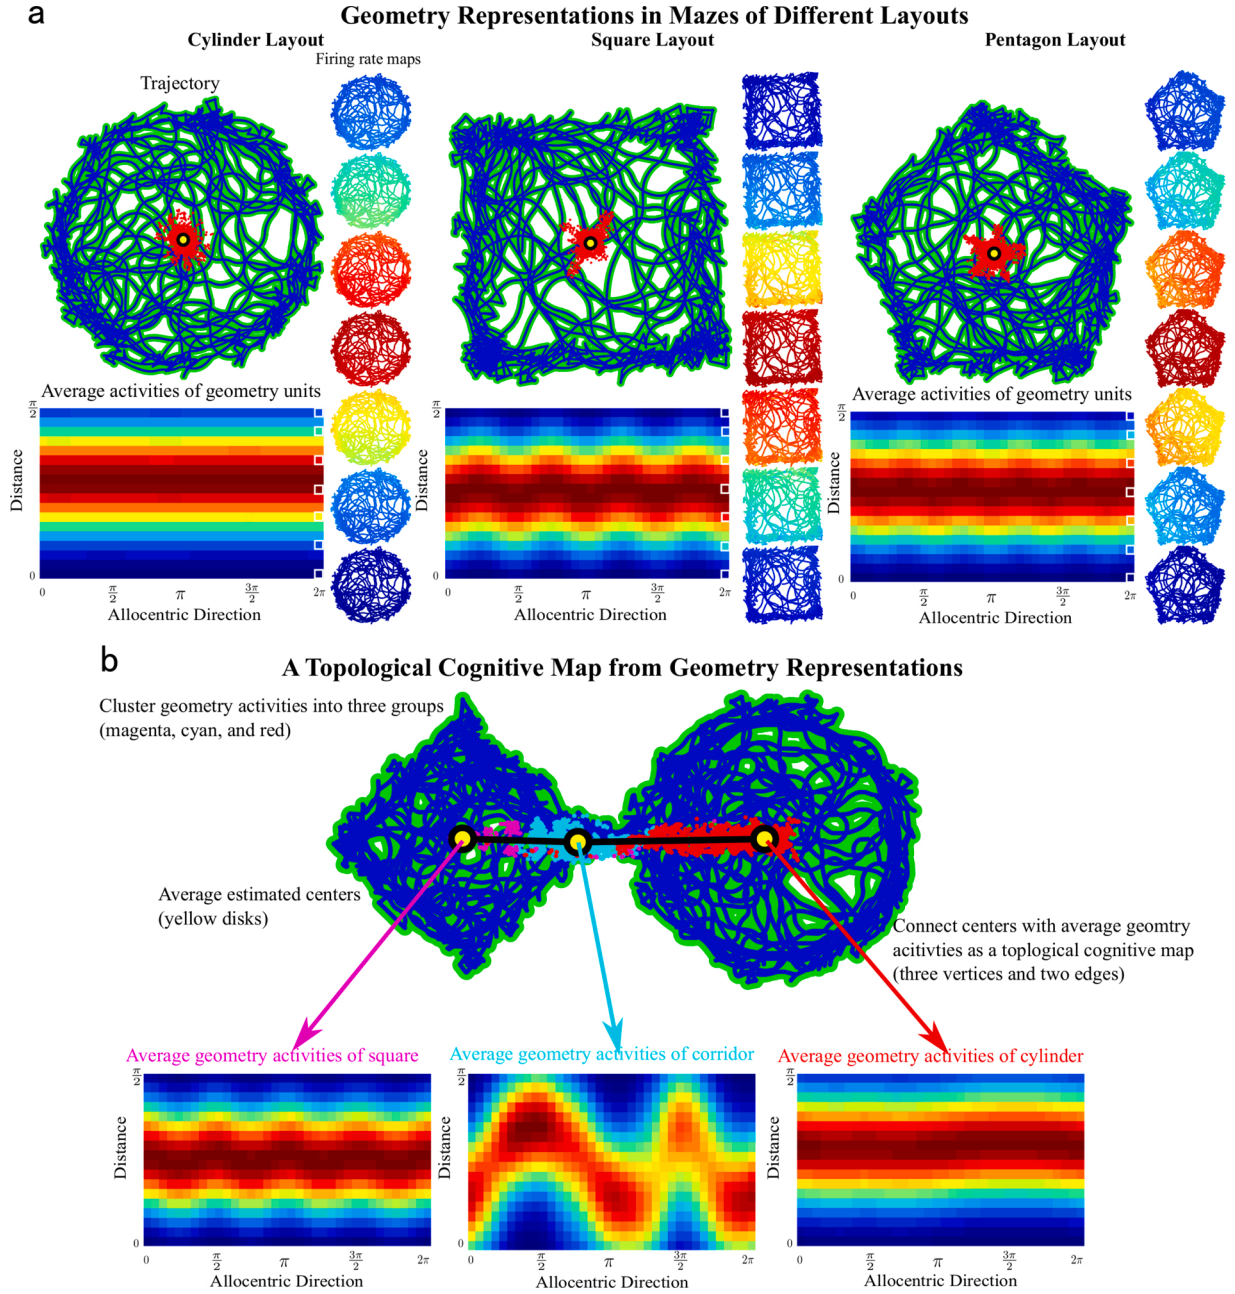 a
Geometry Representations in Mazes of Different Layouts
Cylinder Layout
Square Layout
Pentagon Layout
Firing rate maps
Trajectory
Average activities of geometry units
Average activities of geometry units
π/2
Distance
0
0
π/2
π
3π/2
2π
Allocentric Direction
π/2
Distance
0
0
π/2
π
3π/2
2π
Allocentric Direction
π/2
Distance
0
0
π/2
π
3π/2
2π
Allocentric Direction
b
A Topological Cognitive Map from Geometry Representations
Cluster geometry activities into three groups
(magenta, cyan, and red)
Average estimated centers
(yellow disks)
Connect centers with average geomtry
acitivties as a toplogical cognitive map
(three vertices and two edges)
Average geometry activities of square
Average geometry activities of corridor
Average geometry activities of cylinder
π/2
Distance
0
0
π/2
π
3π/2
2π
Allocentric Direction
π/2
Distance
0
0
π/2
π
3π/2
2π
Allocentric Direction
π/2
Distance
0
0
π/2
π
3π/2
2π
Allocentric Direction